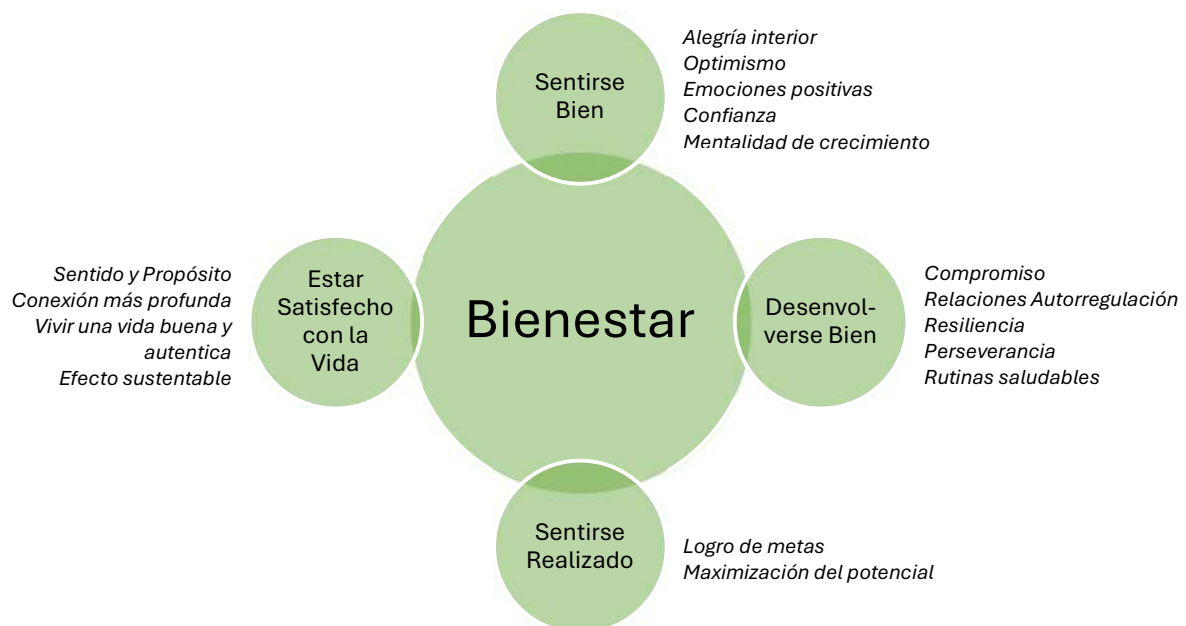 Sentirse
Bien
Alegría interior
Optimismo
Emociones positivas
Confianza
Mentalidad de crecimiento
Sentido y Propósito
Conexión más profunda
Vivir una vida buena y
autentica
Efecto sustentable
Estar
Satisfecho
con la
Vida
Bienestar
Desenvol-
verse Bien
Compromiso
Relaciones Autorregulación
Resiliencia
Perseverancia
Rutinas saludables
Sentirse
Realizado
Logro de metas
Maximización del potencial